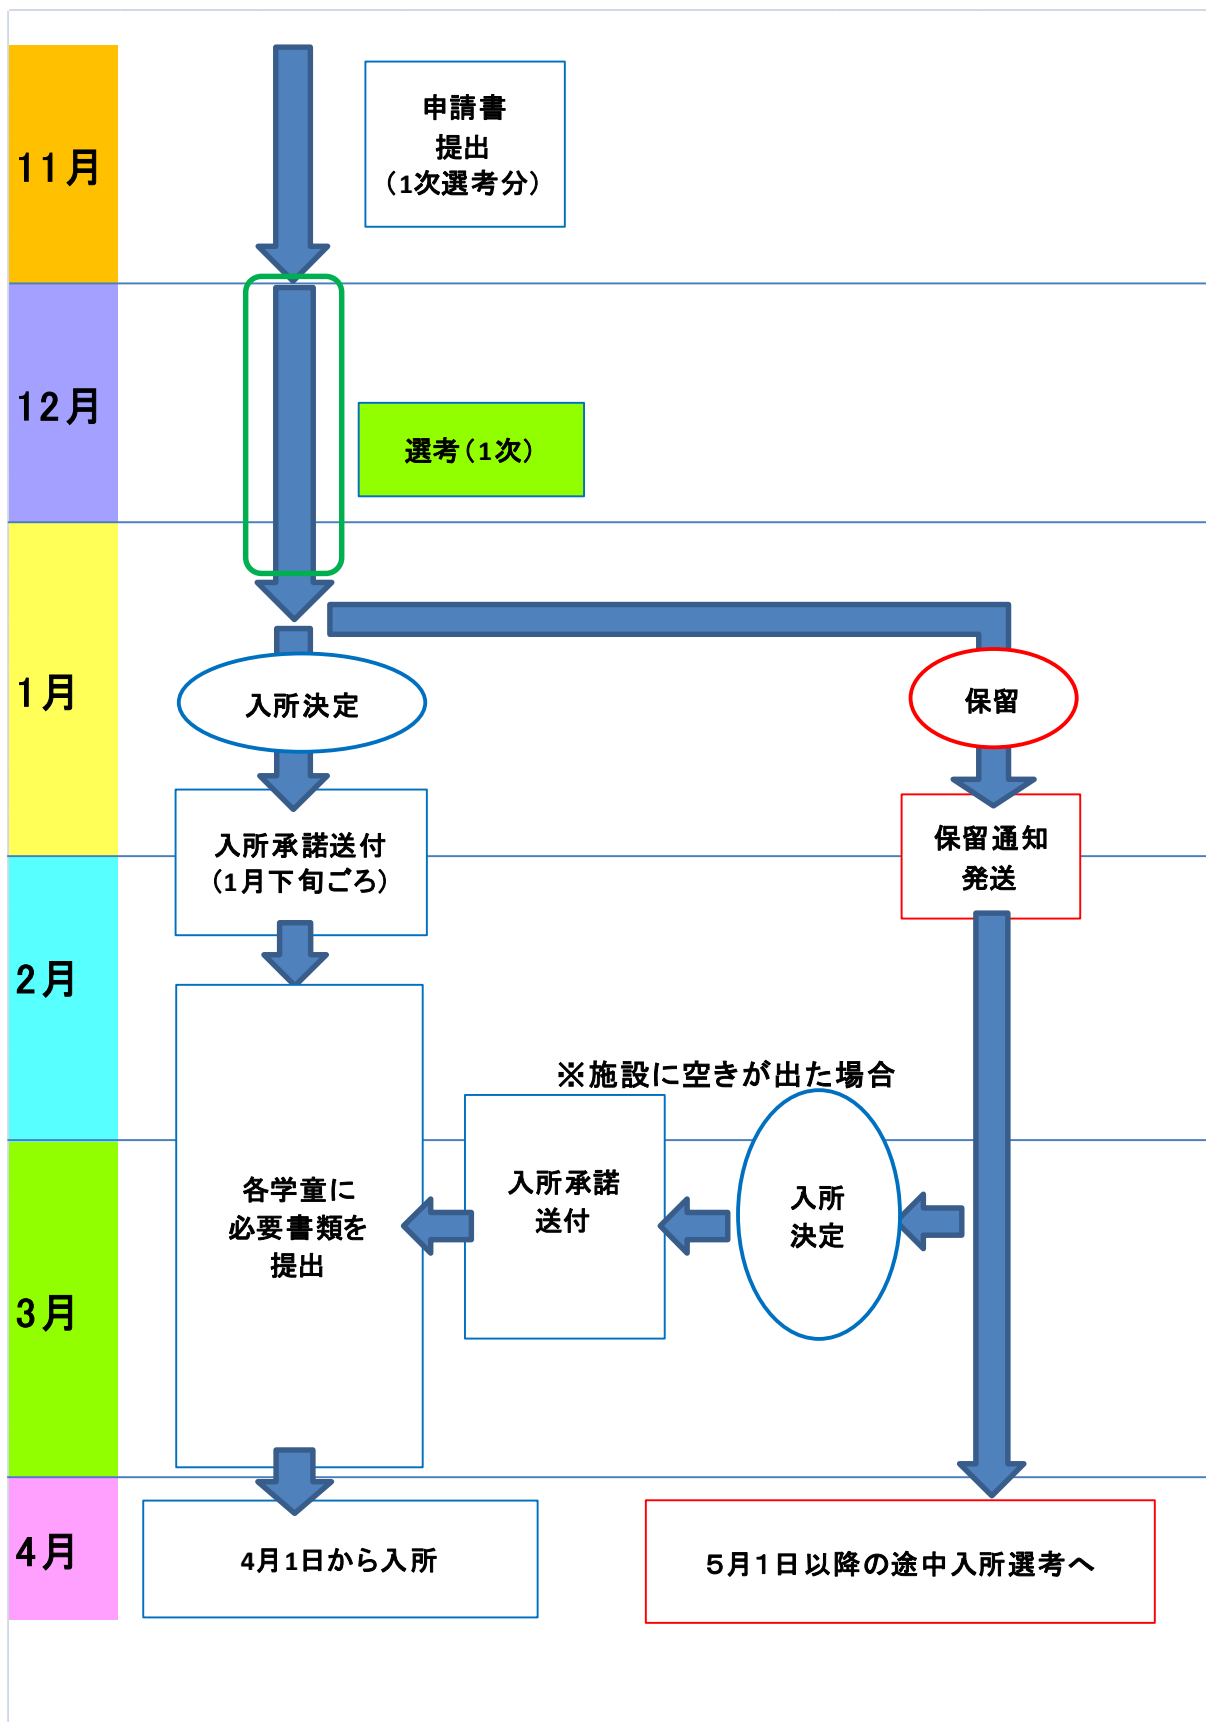 11月
申請書
提出
（1次選考分）
12月
選考（1次）
1月
入所決定
保留
入所承諾送付
（1月下旬ごろ）
保留通知
発送
2月
※施設に空きが出た場合
各学童に
必要書類を
提出
入所承諾
送付
入所
決定
3月
4月
4月1日から入所
5月1日以降の途中入所選考へ